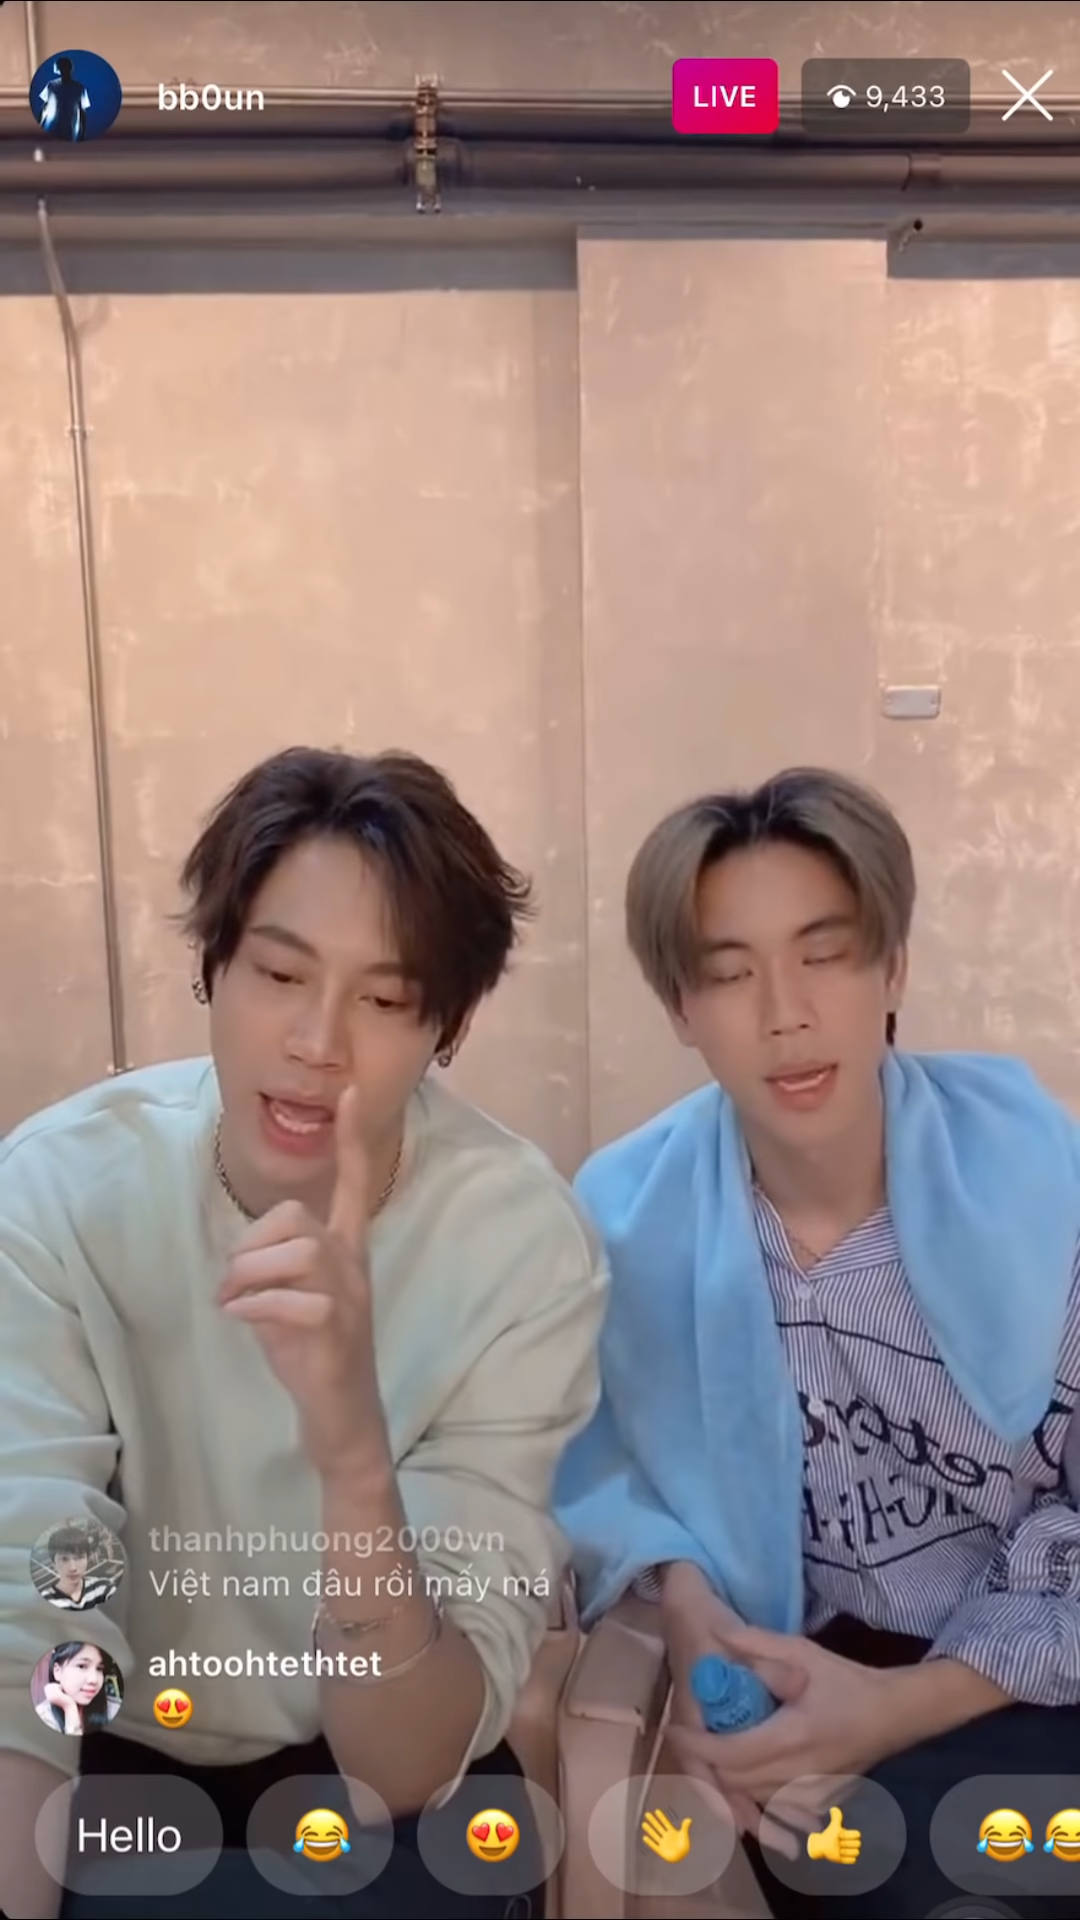 bb0un
LIVE
9,433
thanhphuong2000vn
Việt nam đâu rồi mấy má
ahtoohtethtet
😍
Hello
😂
😍
👋
👍
😂😂